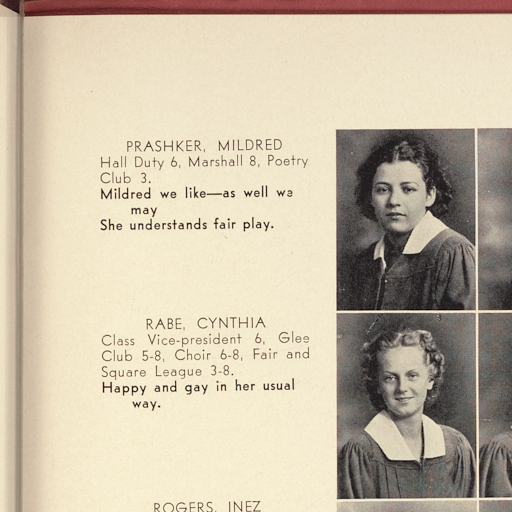 PRASHKER, MILDRED
Hall Duty 6, Marshall 8, Poetry
Club 3.
Mildred we like—as well we
may
She understands fair play.
RABE, CYNTHIA
Class Vice-president 6, Glee
Club 5-8, Choir 6-8, Fair and
Square League 3-8.
Happy and gay in her usual
way.
ROGERS, INEZ